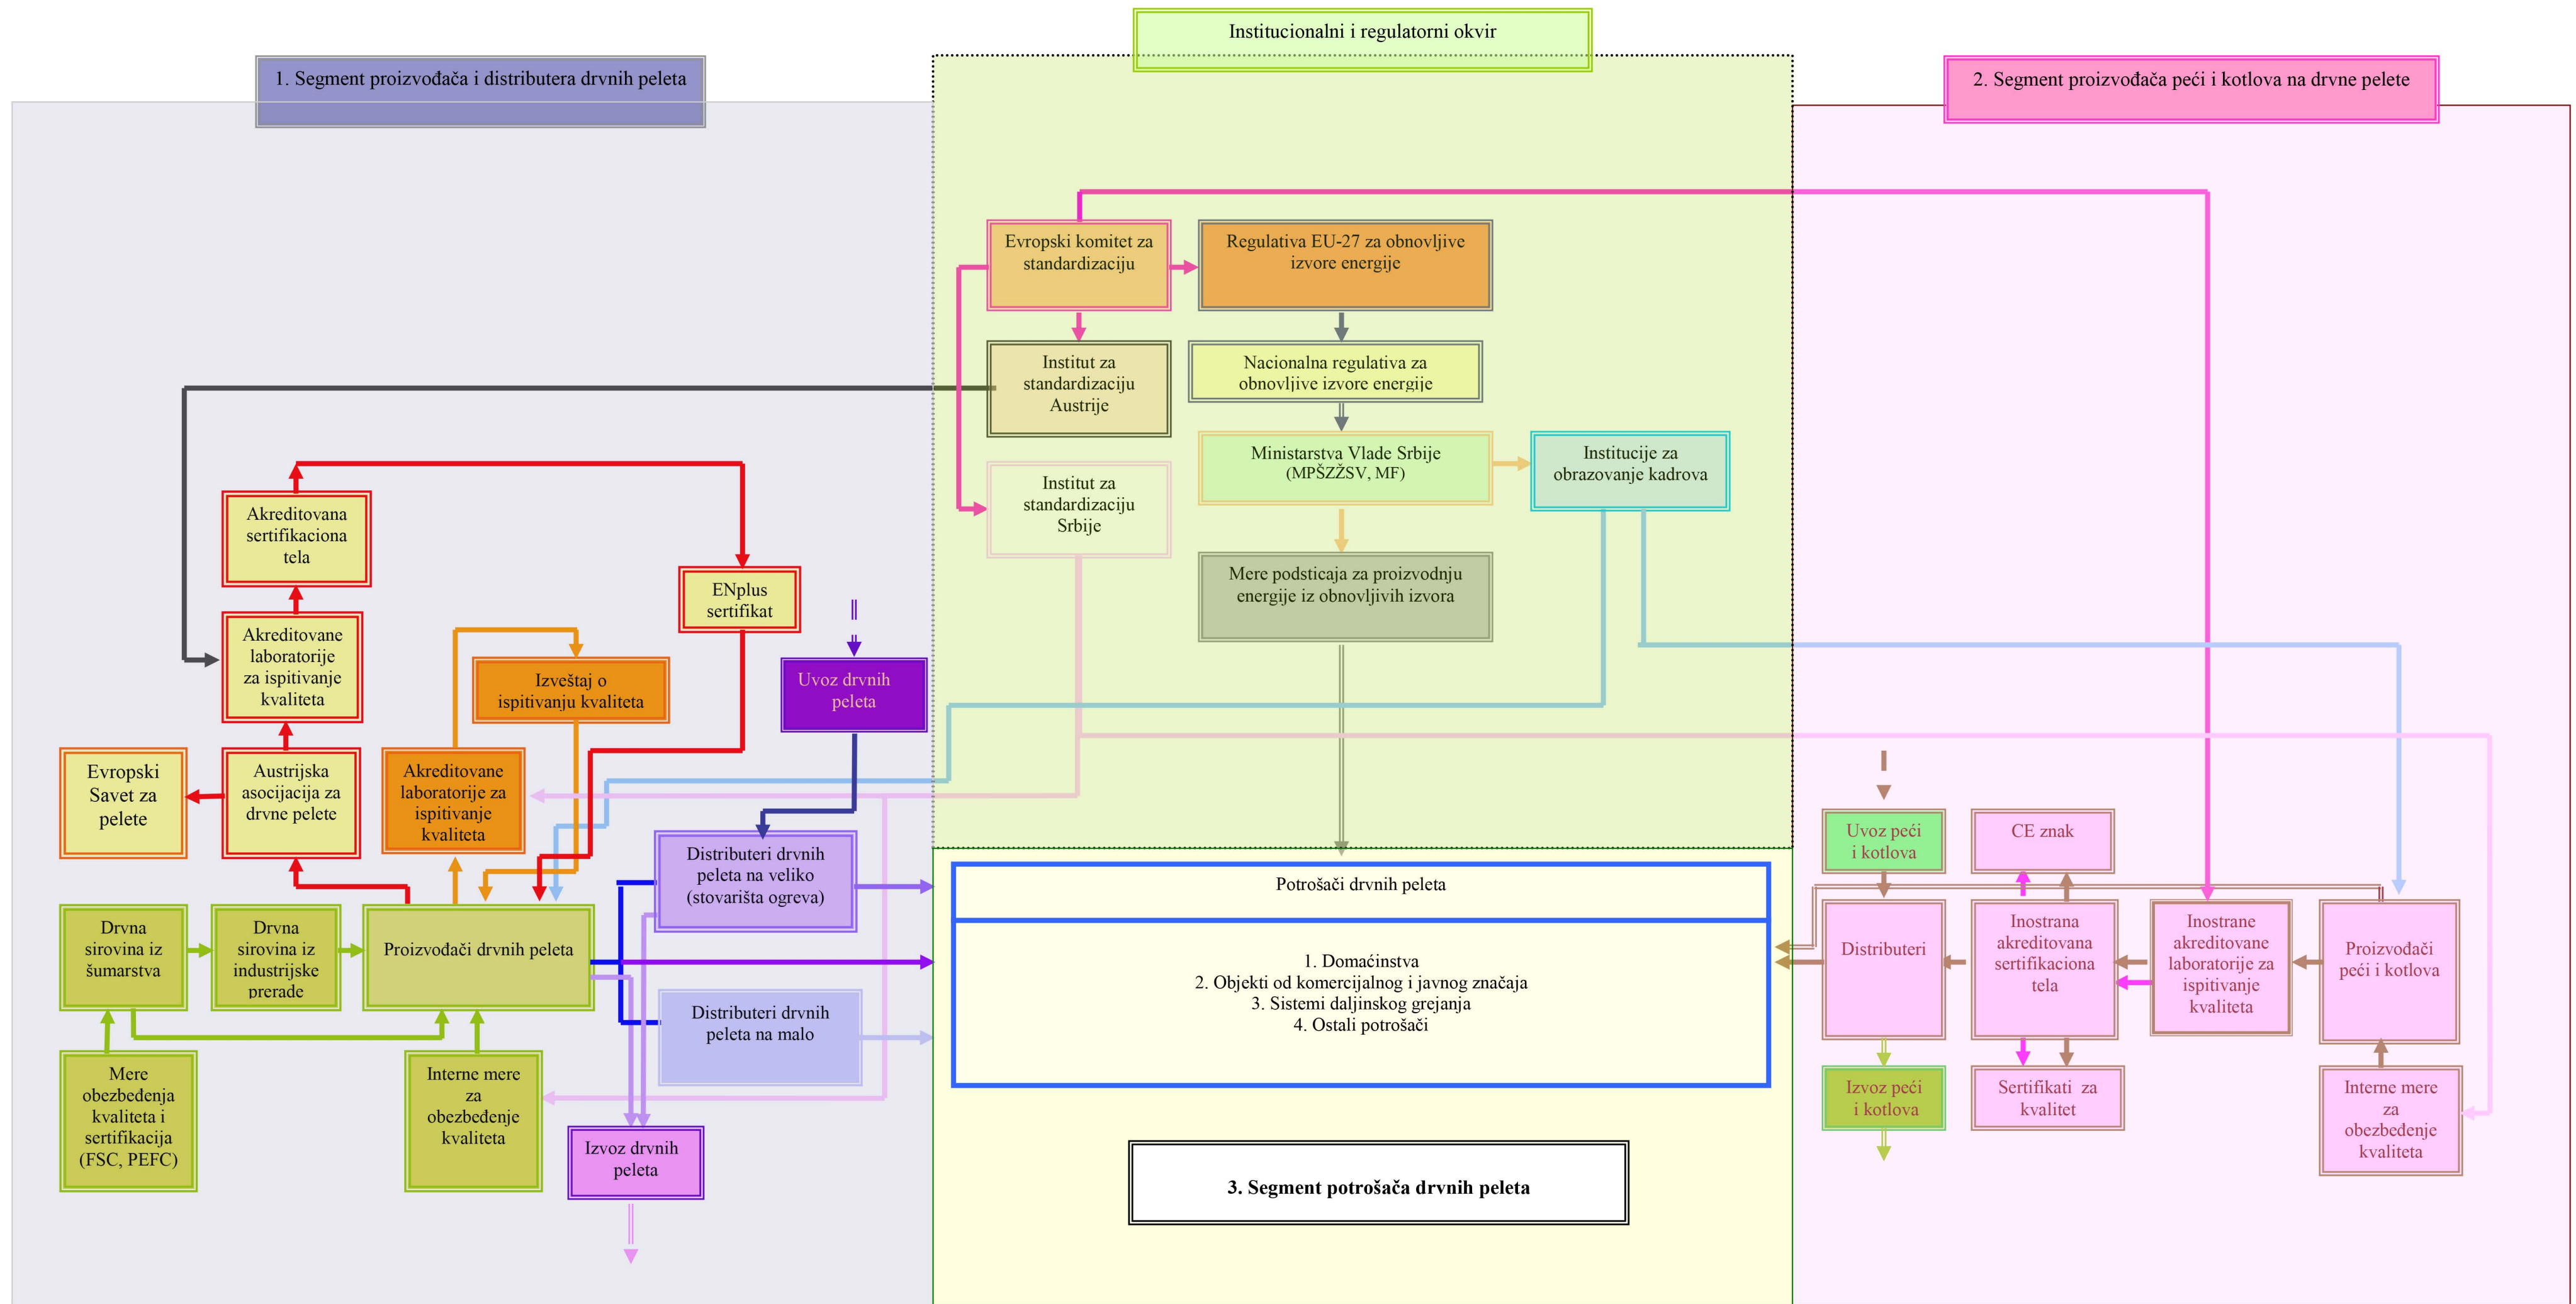 Institucionalni i regulatorni okvir
1. Segment proizvođača i distributera drvnih peleta
2. Segment proizvođača peći i kotlova na drvne pelete
Evropski komitet za
standardizaciju
Regulativa EU-27 za obnovljive
izvore energije
Institut za
standardizaciju
Austrije
Nacionalna regulativa za
obnovljive izvore energije
Ministarstva Vlade Srbije
(MPŠZŽSV, MF)
Institucije za
obrazovanje kadrova
Institut za
standardizaciju
Srbije
Mere podsticaja za proizvodnju
energije iz obnovljivih izvora
Akreditovana
sertifikaciona
tela
ENplus
sertifikat
Akreditovane
laboratorije
za ispitivanje
kvaliteta
Izveštaj o
ispitivanju kvaliteta
Uvoz drvnih
peleta
Evropski
Savet za
pelete
Austrijska
asocijacija za
drvne pelete
Akreditovane
laboratorije za
ispitivanje
kvaliteta
Distributeri drvnih
peleta na veliko
(stovarišta ogreva)
Drvna
sirovina iz
šumarstva
Drvna
sirovina iz
industrijske
prerade
Proizvođači drvnih peleta
Distributeri drvnih
peleta na malo
Mere
obezbeđenja
kvaliteta i
sertifikacija
(FSC, PEFC)
Interne mere
za
obezbeđenje
kvaliteta
Izvoz drvnih
peleta
Potrošači drvnih peleta
1. Domaćinstva
2. Objekti od komercijalnog i javnog značaja
3. Sistemi daljinskog grejanja
4. Ostali potrošači
3. Segment potrošača drvnih peleta
Uvoz peći
i kotlova
CE znak
Distributeri
Inostrana
akreditovana
sertifikaciona
tela
Inostrane
akreditovane
laboratorije za
ispitivanje
kvaliteta
Proizvođači
peći i kotlova
Izvoz peći
i kotlova
Sertifikati za
kvalitet
Interne mere
za
obezbeđenje
kvaliteta